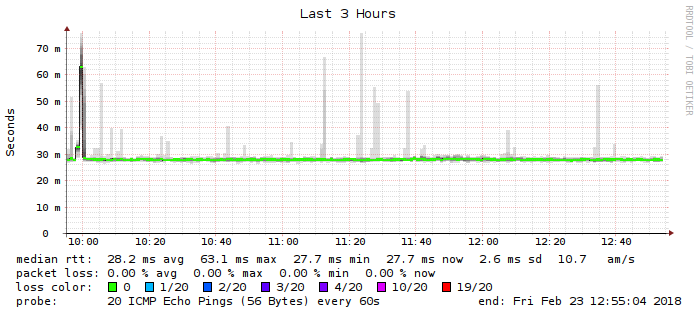 Last 3 Hours
RRDTOOL / TOBI OETIKER
Seconds
70 m
60 m
50 m
40 m
30 m
20 m
10 m
0
10:00 10:20 10:40 11:00 11:20 11:40 12:00 12:20 12:40
median rtt: 28.2 ms avg 63.1 ms max 27.7 ms min 27.7 ms now 2.6 ms sd 10.7 am/s
packet loss: 0.00 % avg 0.00 % max 0.00 % min 0.00 % now
loss color: 0 1/20 2/20 3/20 4/20 10/20 19/20
probe: 20 ICMP Echo Pings (56 Bytes) every 60s end: Fri Feb 23 12:55:04 2018